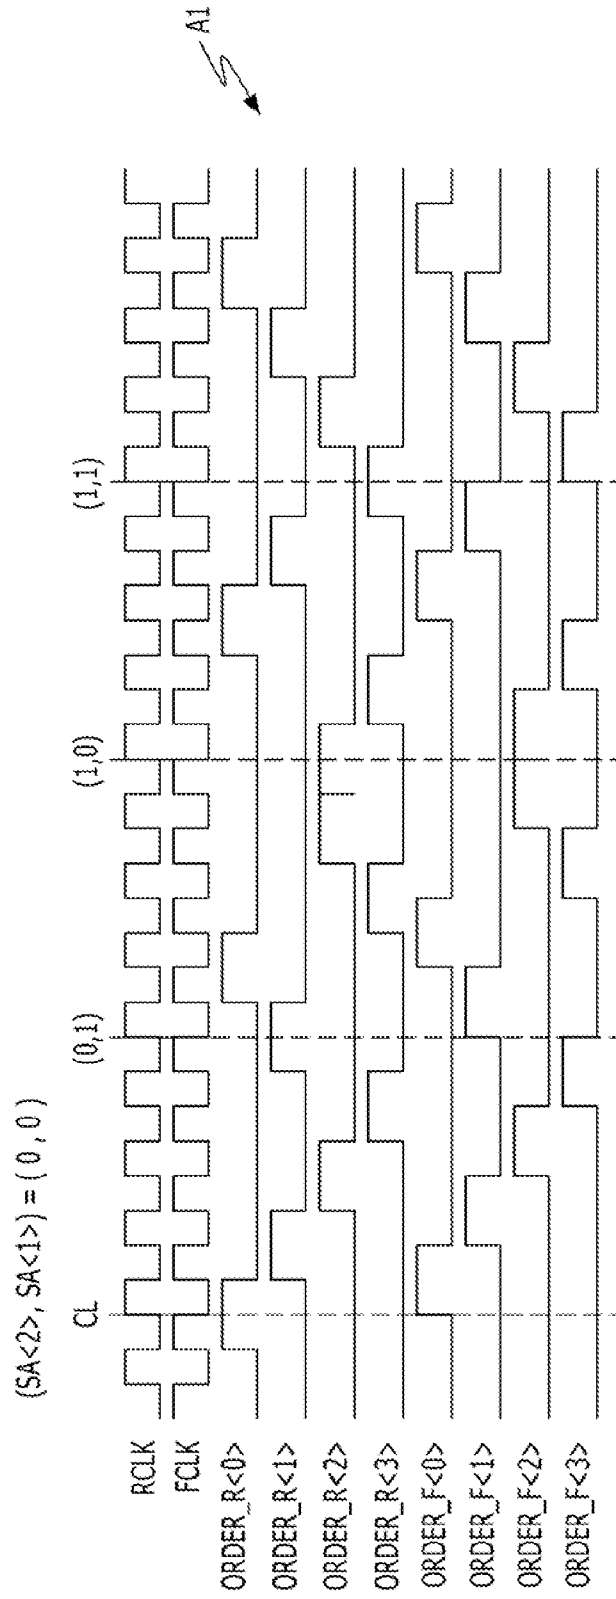 (SA<2>, SA<1>) = ( 0 , 0 )
CL
(0,1)
(1,0)
(1,1)
A1
RCLK
FCLK
ORDER_R<0>
ORDER_R<1>
ORDER_R<2>
ORDER_R<3>
ORDER_F<0>
ORDER_F<1>
ORDER_F<2>
ORDER_F<3>